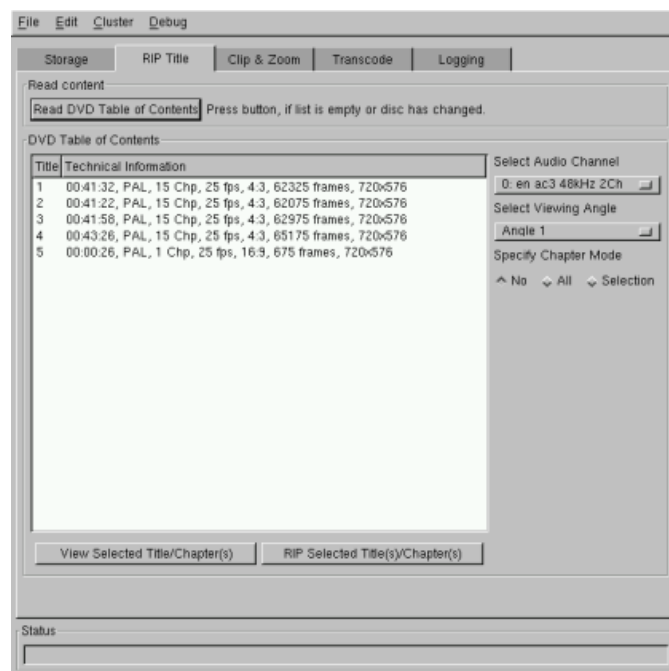 File Edit Cluster Debug
Storage RIP Title Clip & Zoom Transcode Logging
Read content
Read DVD Table of Contents Press button, if list is empty or disc has changed.
DVD Table of Contents
Title Technical Information
1 00:41:32, PAL, 15 Chp, 25 fps, 4:3, 62325 frames, 720x576
2 00:41:22, PAL, 15 Chp, 25 fps, 4:3, 62075 frames, 720x576
3 00:41:58, PAL, 15 Chp, 25 fps, 4:3, 62975 frames, 720x576
4 00:43:26, PAL, 15 Chp, 25 fps, 4:3, 65175 frames, 720x576
5 00:00:26, PAL, 1 Chp, 25 fps, 16:9, 675 frames, 720x576
Select Audio Channel
0: en ac3 48kHz 2Ch
Select Viewing Angle
Angle 1
Specify Chapter Mode
No All Selection
View Selected Title/Chapter(s) RIP Selected Title(s)/Chapter(s)
Status